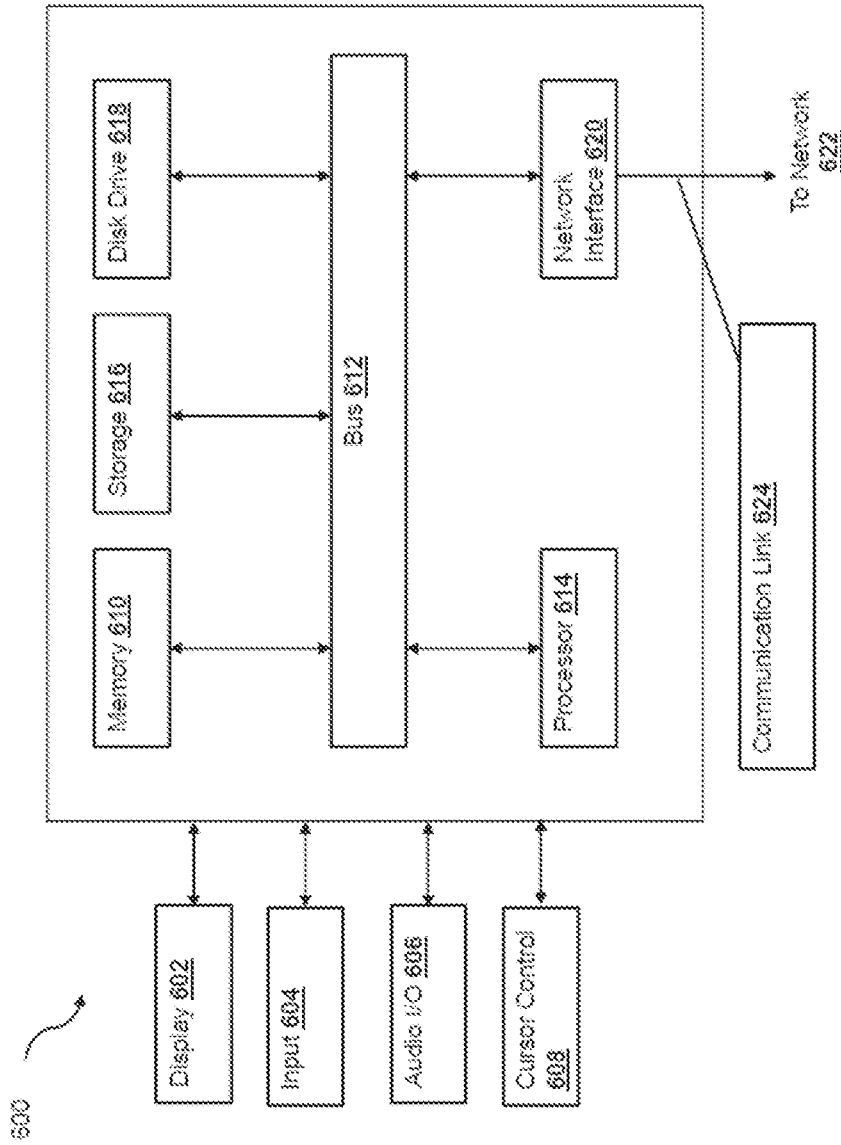 600
Display 602
Input 604
Audio I/O 606
Cursor Control
608
Memory 610
Storage 616
Disk Drive 618
Bus 612
Processor 614
Network
Interface 620
Communication Link 624
To Network
622